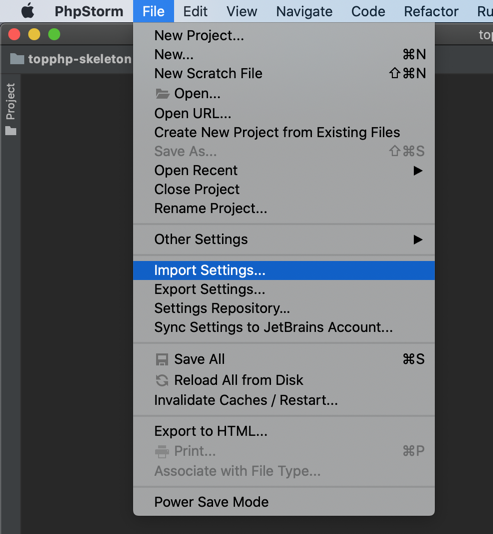 PhpStorm File Edit View Navigate Code Refactor Ru
to
topphp-skeleton
Project
New Project...
New... ⌘N
New Scratch File ⇧⌘N
Open...
Open URL...
Create New Project from Existing Files
Save As... ⇧⌘S
Open Recent ▶
Close Project
Rename Project...
Other Settings ▶
Import Settings...
Export Settings...
Settings Repository...
Sync Settings to JetBrains Account...
Save All ⌘S
Reload All from Disk
Invalidate Caches / Restart...
Export to HTML...
Print... ⌘P
Associate with File Type...
Power Save Mode